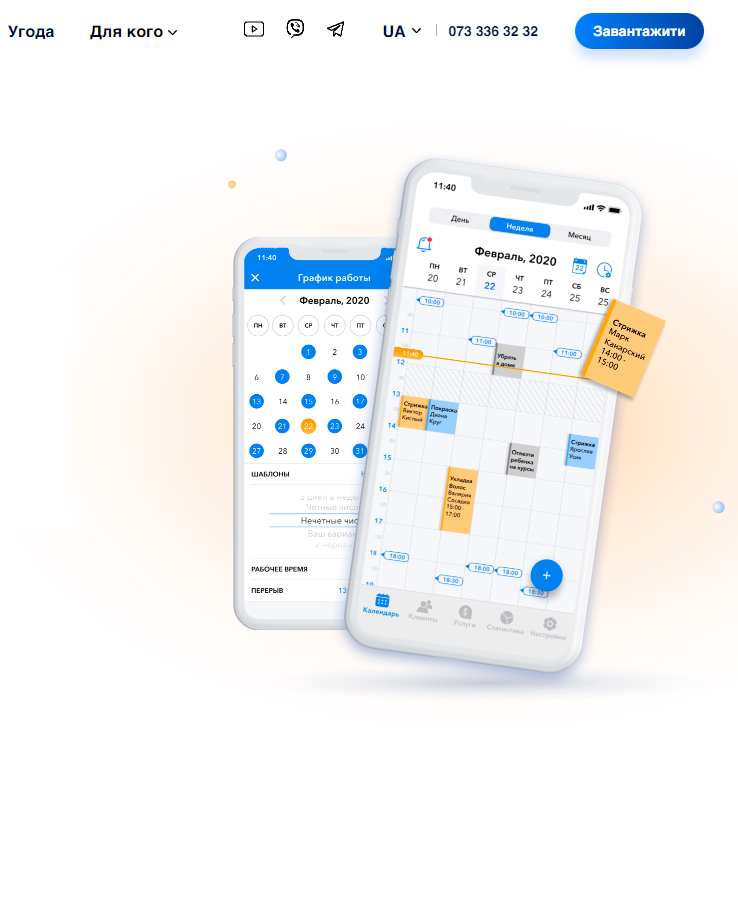 Угода
Для кого
UA
073 336 32 32
Завантажити
11:40
График работы
Февраль, 2020
ПН ВТ СР ЧТ ПТ
1 2 3
6 7 8 9 10
13 14 15 16 17
20 21 22 23 24
27 28 29 30 31
ШАБЛОНЫ
2 дня в неделю
Четные числ
Нечетные чис
Ваш вариан
2 через 2
РАБОЧЕЕ ВРЕМЯ
ПЕРЕРЫВ 13
11:40
День Неделя Месяц
Февраль, 2020
22
ПН ВТ СР ЧТ ПТ СБ ВС
20 21 22 23 24 25 25
10:00
10:00
10:00
11
11:00
11:00
11:40
12
Убрать
в доме
Стрижка
Марк
Канарский
14:00 -
15:00
13
Стрижка
Виктор
Кислый
Покраска
Диана
Круг
14
Стрижка
Ярослав
Усик
15
Отвезти
ребенка
на курсы
16
Укладка
Волос
Валерия
Соседка
15:00 -
17:00
17
18
18:00
18:00
18:00
18:30
18:30
19
+
Календарь
Клиенты
Услуги
Статистика
Настройки